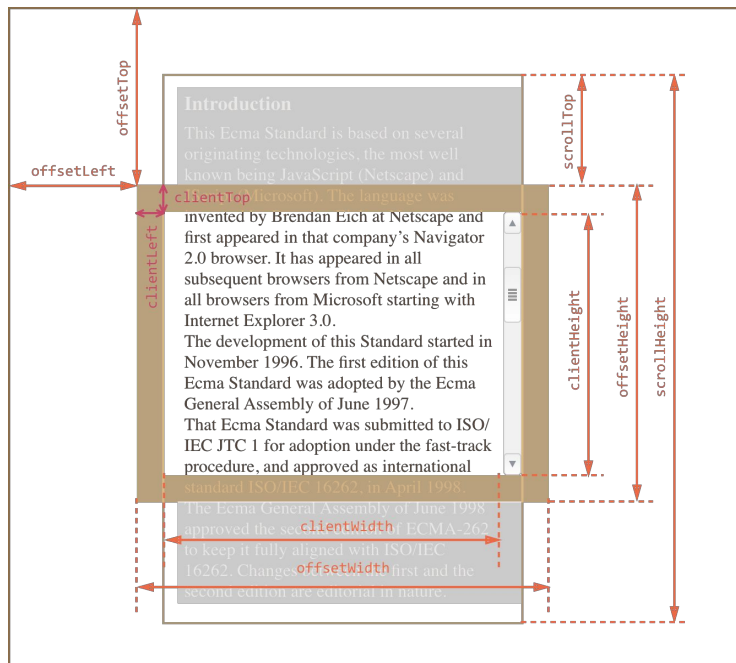 offsetTop
Introduction
This Ecma Standard is based on several
originating technologies, the most well
known being JavaScript (Netscape) and
(Microsoft). The language was
invented by Brendan Eich at Netscape and
first appeared in that company’s Navigator
2.0 browser. It has appeared in all
subsequent browsers from Netscape and in
all browsers from Microsoft starting with
Internet Explorer 3.0.
The development of this Standard started in
November 1996. The first edition of this
Ecma Standard was adopted by the Ecma
General Assembly of June 1997.
That Ecma Standard was submitted to ISO/
IEC JTC 1 for adoption under the fast-track
procedure, and approved as international
standard ISO/IEC 16262, in April 1998.
The Ecma General Assembly of June 1998
approved the second edition of ECMA-262
to keep it fully aligned with ISO/IEC
16262. Changes between the first and the
second edition are editorial in nature.
offsetLeft
clientTop
clientLeft
scrollTop
clientHeight
offsetHeight
scrollHeight
clientWidth
offsetWidth